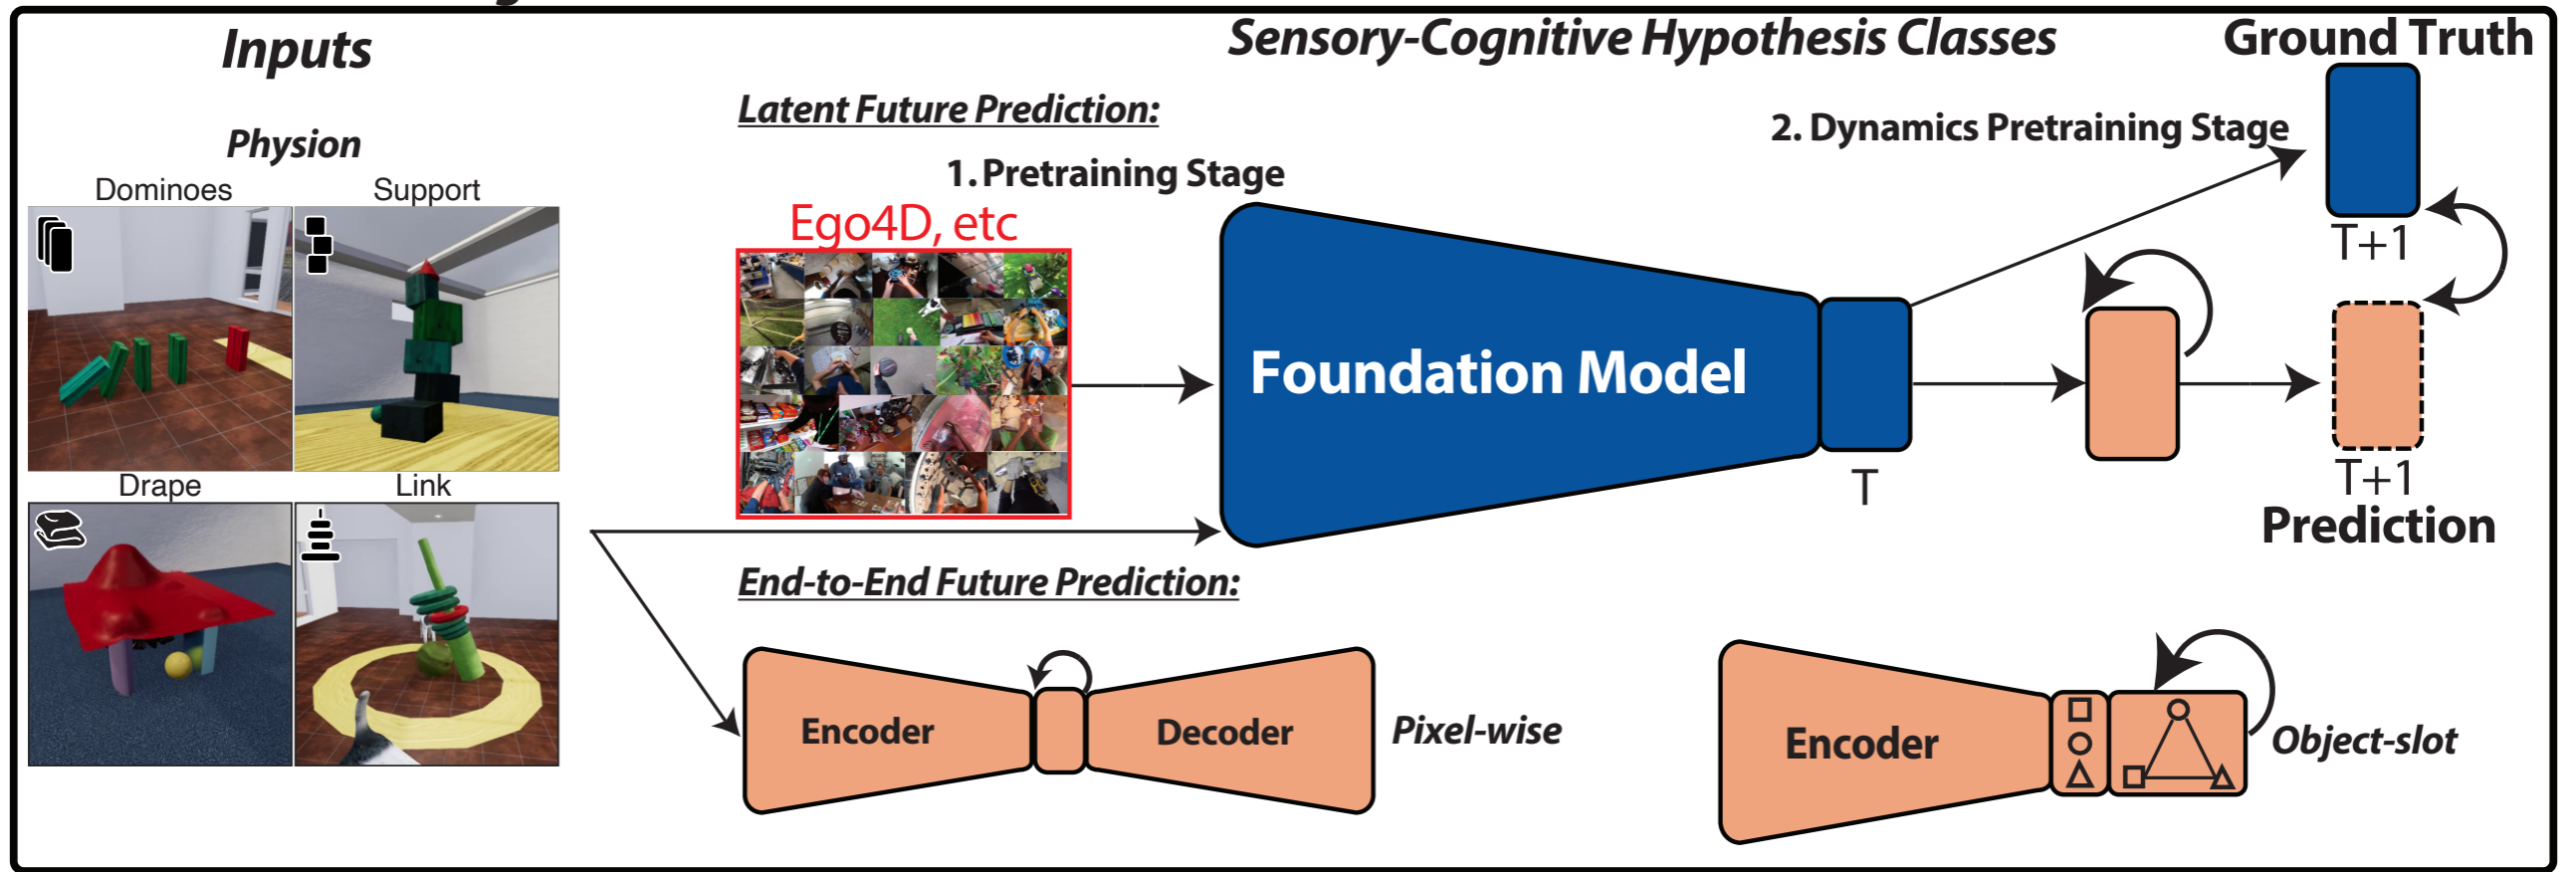 Inputs
Sensory-Cognitive Hypothesis Classes
Ground Truth
Physion
Dominoes
Support
Drape
Link
Latent Future Prediction:
1. Pretraining Stage
Ego4D, etc
Foundation Model
T
2. Dynamics Pretraining Stage
T+1
T+1
Prediction
End-to-End Future Prediction:
Encoder
Decoder
Pixel-wise
Encoder
Object-slot